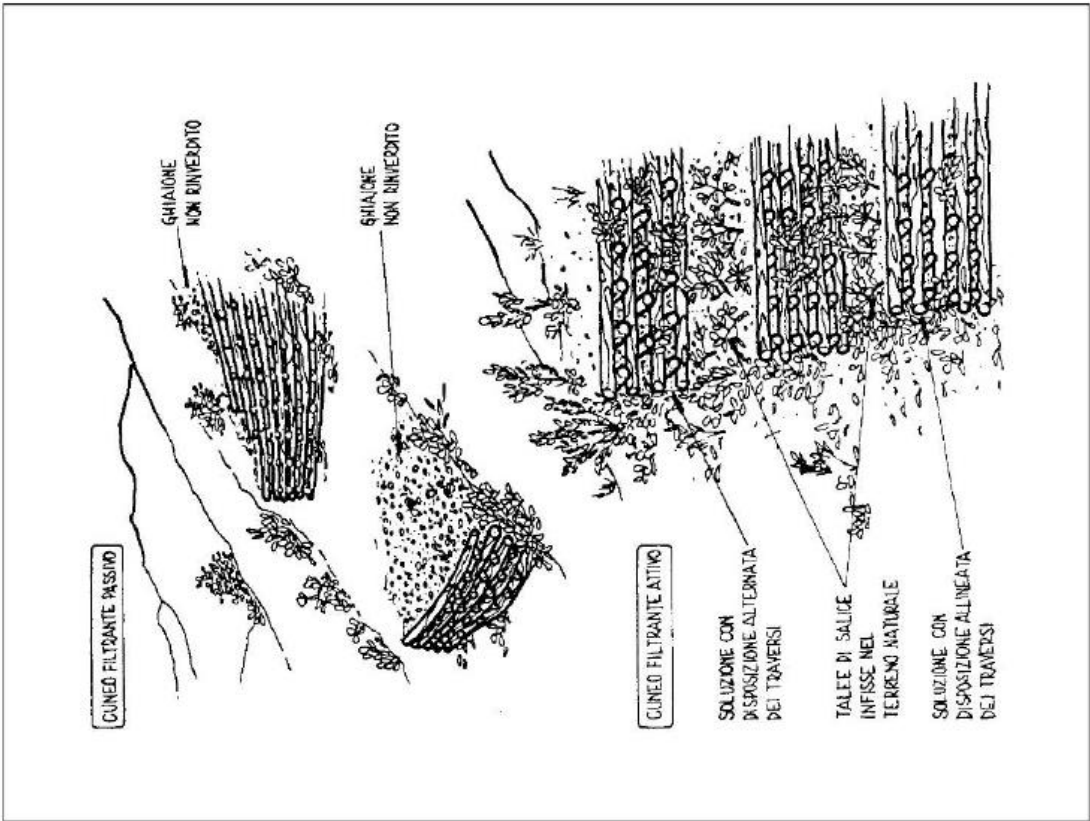 CUNEO FILTRANTE PASSIVO
GHIAIONE
NON RINVERDITO
GHIAIONE
NON RINVERDITO
CUNEO FILTRANTE ATTIVO
SOLUZIONE CON
DISPOSIZIONE ALTERNATA
DEI TRAVERSI
TALEE DI SALICE
INFISSE NEL
TERRENO NATURALE
SOLUZIONE CON
DISPOSIZIONE ALLINEATA
DEI TRAVERSI